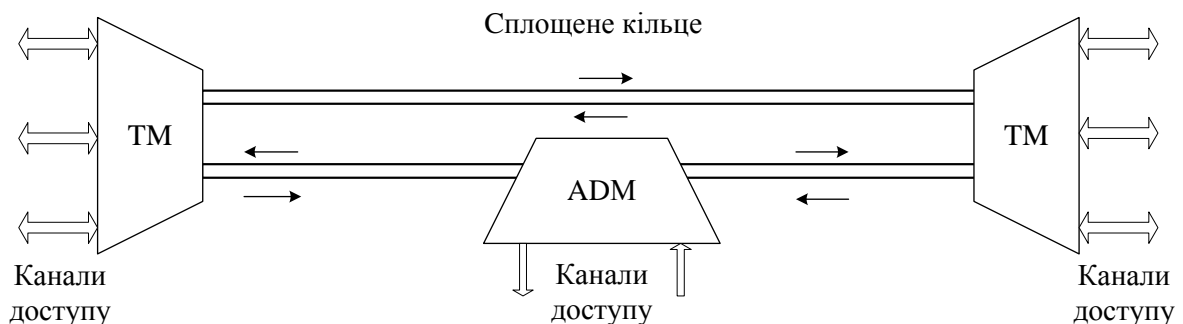 Сплощене кільце
TM
TM
ADM
Канали
доступу
Канали
доступу
Канали
доступу